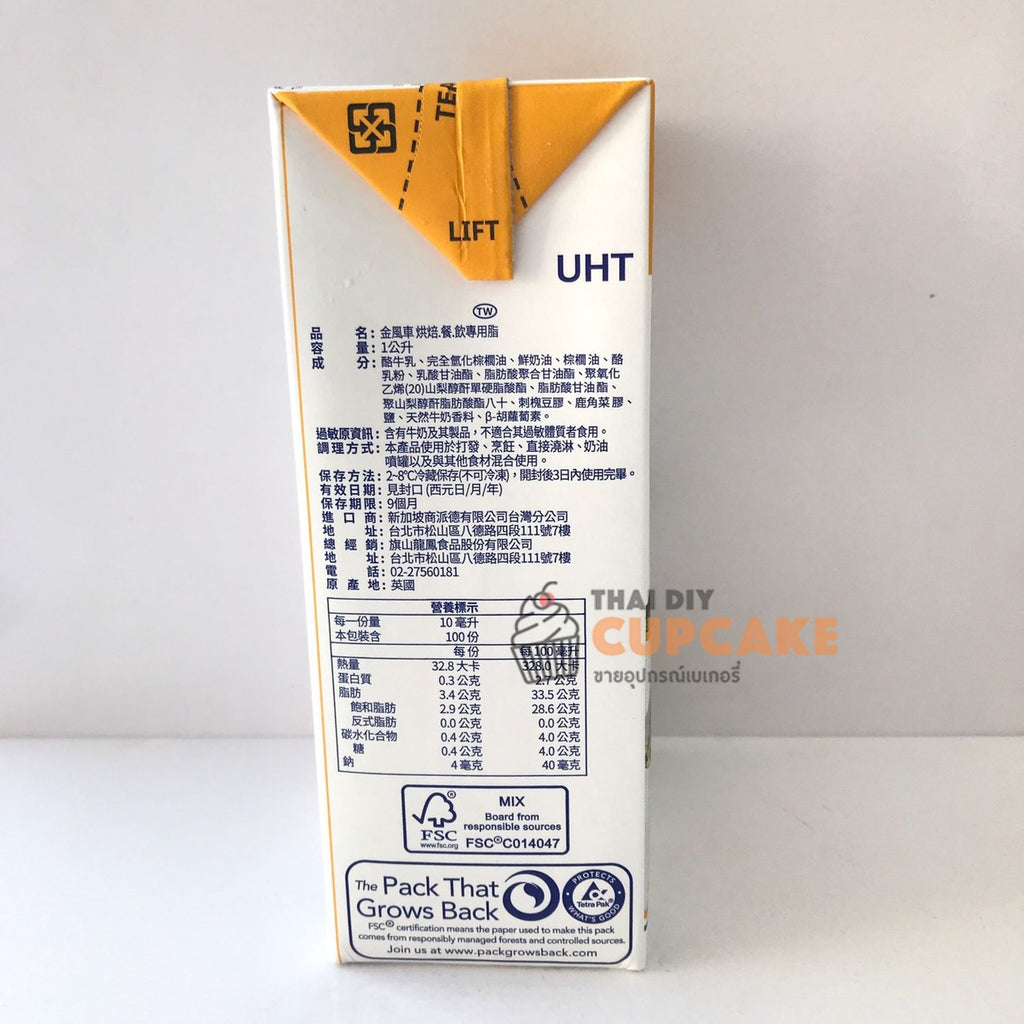 TEA
LIFT
UHT
TW
品名：金風車 烘焙.餐.飲專用脂
容量：1公升
成分：酪牛乳、完全氫化棕櫚油、鮮奶油、棕櫚油、酪
乳粉、乳酸甘油酯、脂肪酸聚合甘油酯、聚氧化
乙烯(20)山梨醇酐單硬脂酸酯、脂肪酸甘油酯、
聚山梨醇酐脂肪酸酯八十、刺槐豆膠、鹿角菜膠、
鹽、天然牛奶香料、β-胡蘿蔔素。
過敏原資訊：含有牛奶及其製品，不適合其過敏體質者食用。
調理方式：本產品使用於打發、烹飪、直接澆淋、奶油
噴罐以及與其他食材混合使用。
保存方法：2~8℃冷藏保存(不可冷凍)，開封後3日內使用完畢。
有效日期：見封口 (西元日/月/年)
保存期限：9個月
進口商：新加坡商派德有限公司台灣分公司
地址：台北市松山區八德路四段111號7樓
總經銷：旗山龍鳳食品股份有限公司
地址：台北市松山區八德路四段111號7樓
電話：02-27560181
原產地：英國
營養標示
每一份量 10 毫升
本包裝含 100 份
每份 每 100 毫升
熱量 32.8 大卡 328.0 大卡
蛋白質 0.3 公克 2.7 公克
脂肪 3.4 公克 33.5 公克
飽和脂肪 2.9 公克 28.6 公克
反式脂肪 0.0 公克 0.0 公克
碳水化合物 0.4 公克 4.0 公克
糖 0.4 公克 4.0 公克
鈉 4 毫克 40 毫克
THAI DIY
CUPCAKE
ขายอุปกรณ์เบเกอรี่
FSC®
www.fsc.org
MIX
Board from
responsible sources
FSC®C014047
The Pack That
Grows Back
PROTECTS
Tetra Pak®
WHAT'S GOOD
FSC® certification means the paper used to make this pack
comes from responsibly managed forests and controlled sources.
Join us at www.packgrowsback.com